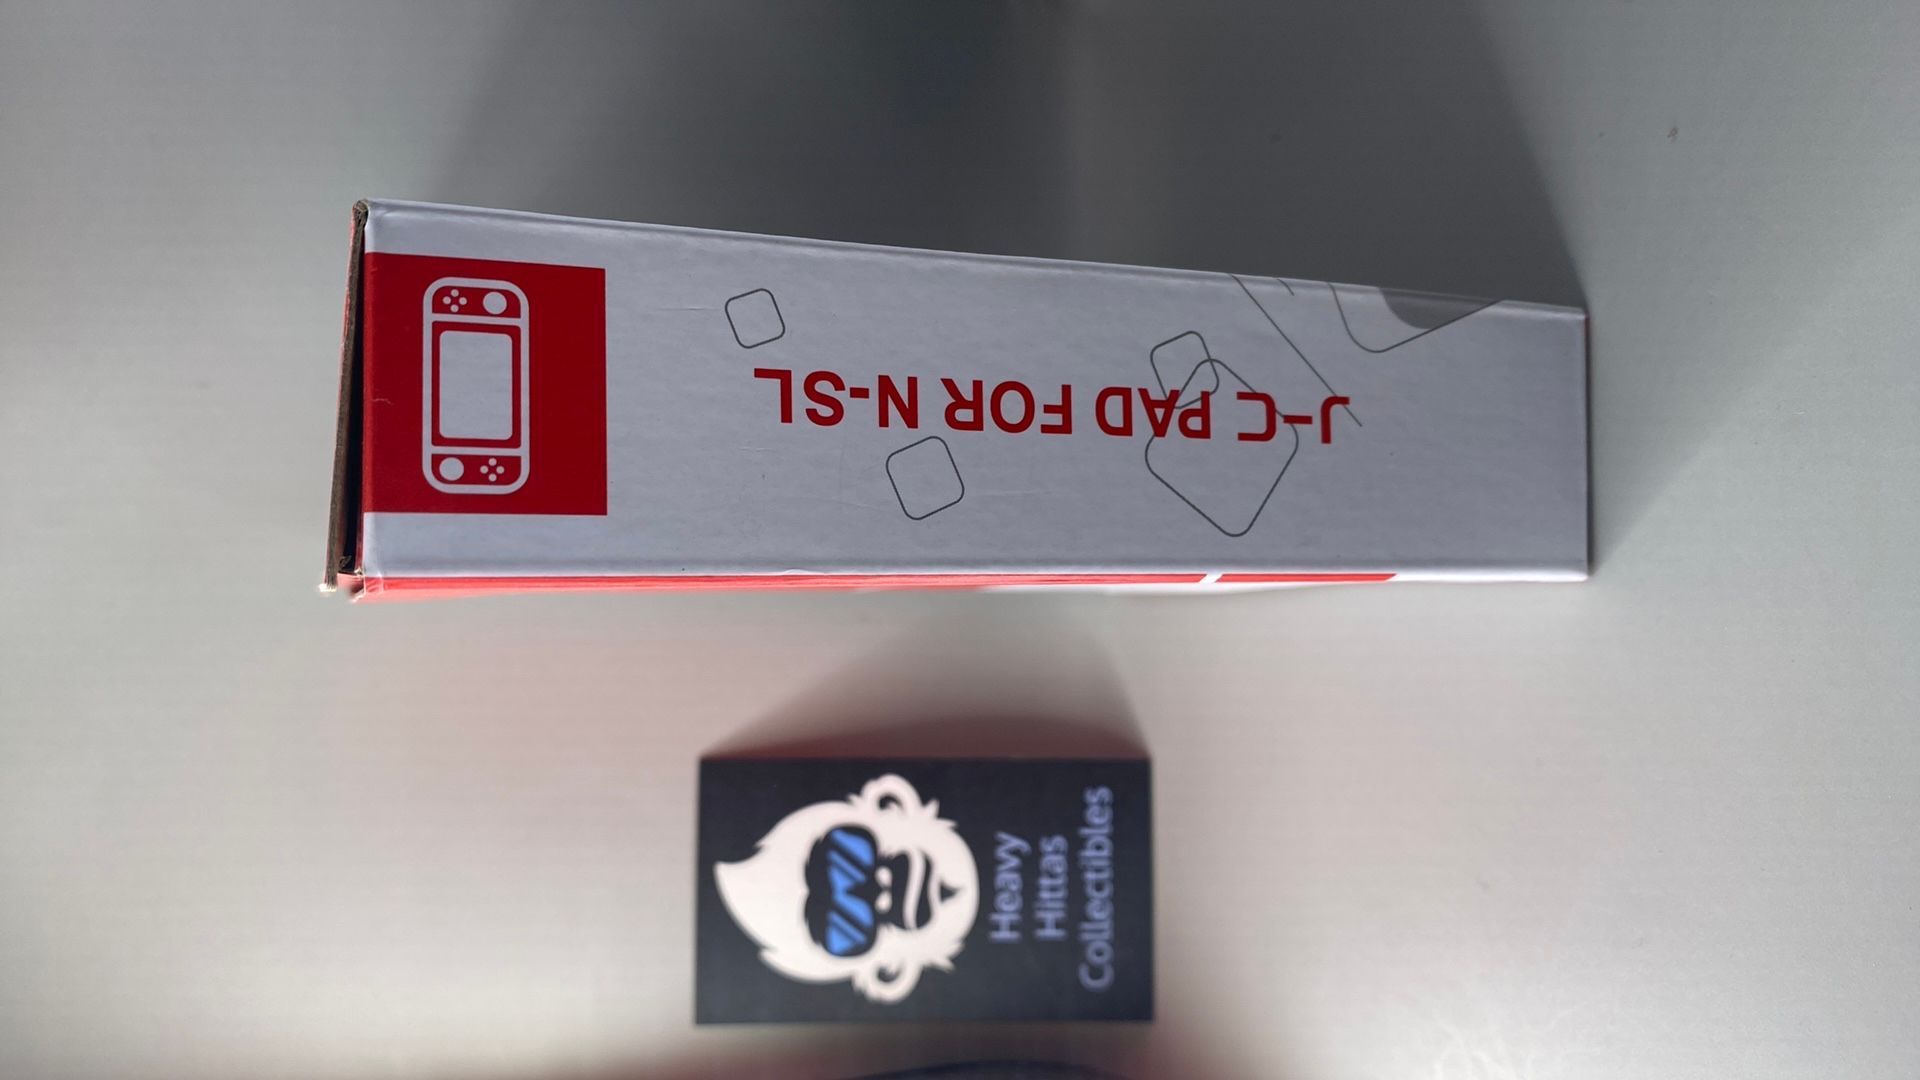 J-C PAD FOR N-SL
Heavy
Hittas
Collectibles